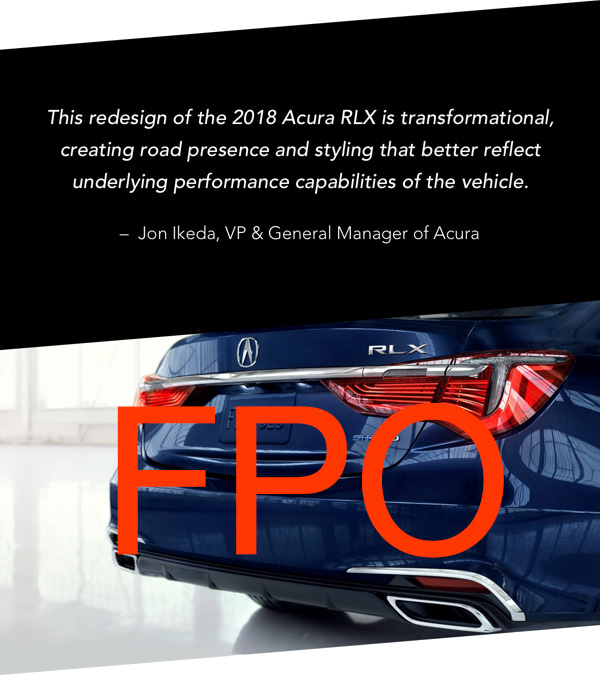 This redesign of the 2018 Acura RLX is transformational,
creating road presence and styling that better reflect
underlying performance capabilities of the vehicle.
– Jon Ikeda, VP & General Manager of Acura
RLX
FPO